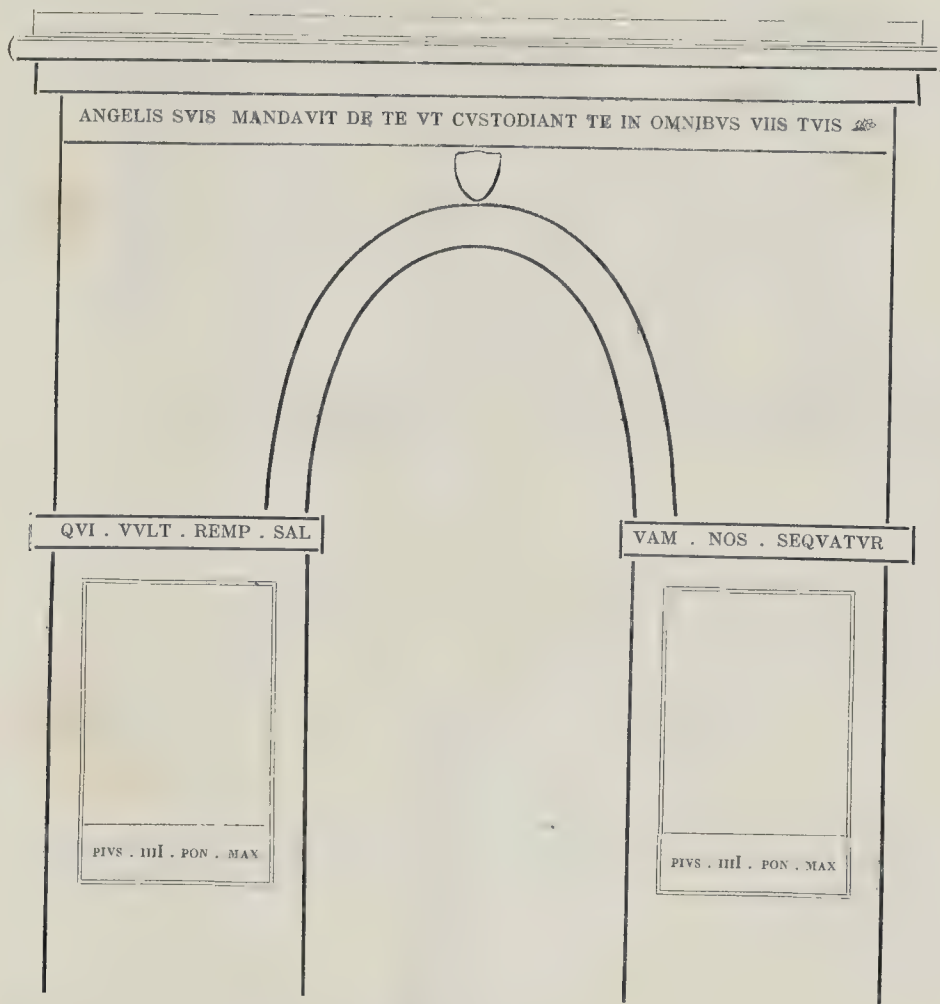 ANGELIS SVIS MANDAVIT DE TE VT CVSTODIANT TE IN OMNIBVS VIIS TVIS
QVI . VVLT . REMP . SAL
VAM . NOS . SEQVATVR
PIVS . IIII . PON . MAX
PIVS . IIII . PON . MAX